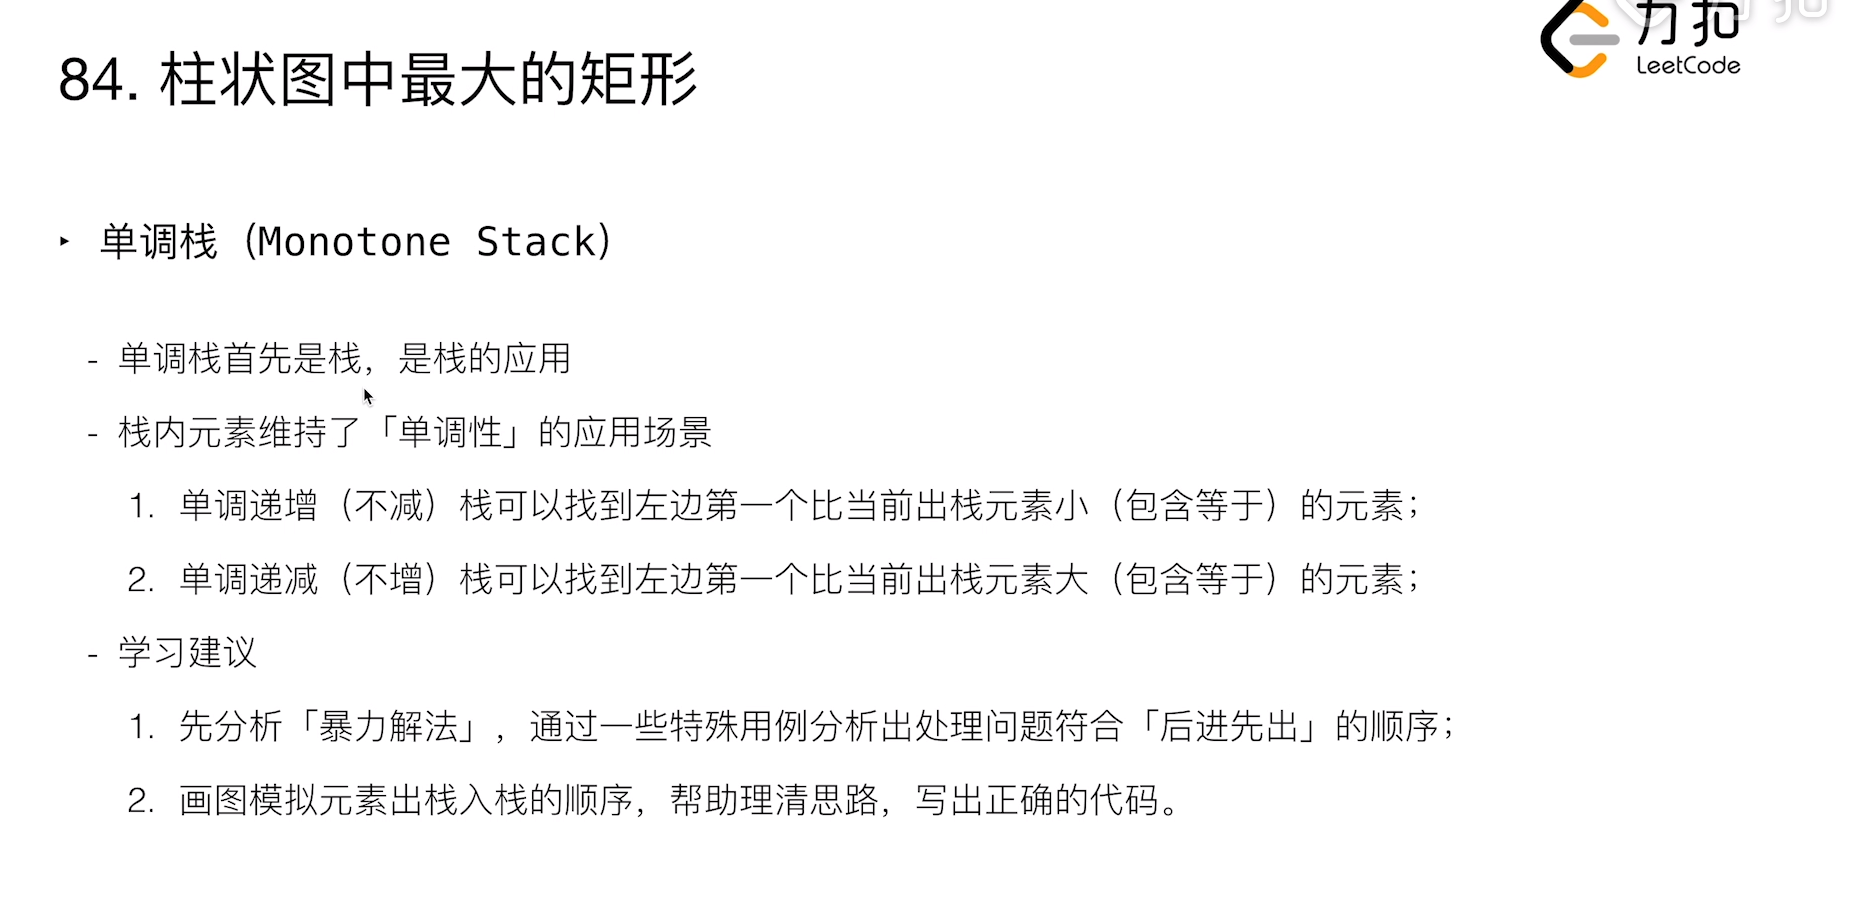 力扣
84. 柱状图中最大的矩形
LeetCode
‣ 单调栈（Monotone Stack）
- 单调栈首先是栈，是栈的应用
- 栈内元素维持了「单调性」的应用场景
1. 单调递增（不减）栈可以找到左边第一个比当前出栈元素小（包含等于）的元素；
2. 单调递减（不增）栈可以找到左边第一个比当前出栈元素大（包含等于）的元素；
- 学习建议
1. 先分析「暴力解法」，通过一些特殊用例分析出处理问题符合「后进先出」的顺序；
2. 画图模拟元素出栈入栈的顺序，帮助理清思路，写出正确的代码。